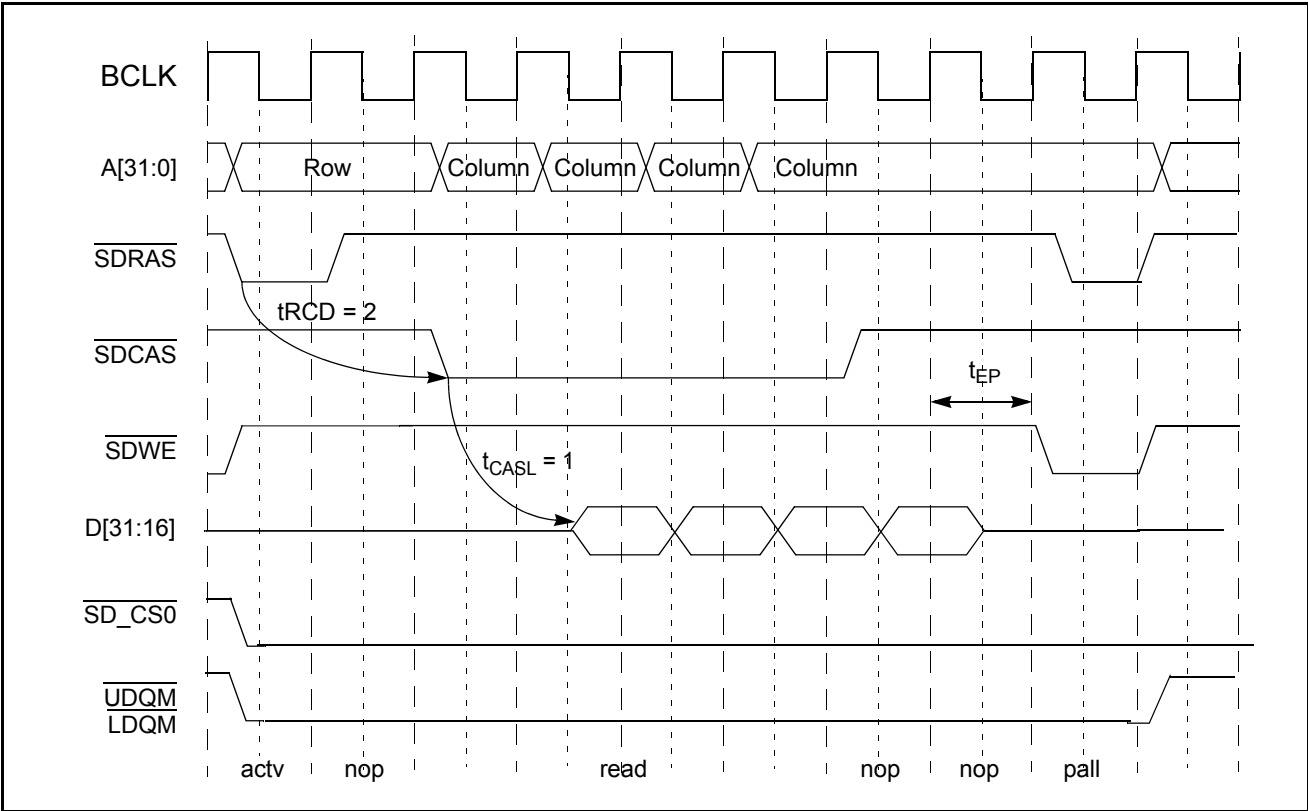 BCLK
A[31:0]
Row
Column
Column
Column
Column
SDRAS
tRCD = 2
SDCAS
tEP
SDWE
tCASL = 1
D[31:16]
SD_CS0
UDQM
LDQM
actv nop read nop nop pall